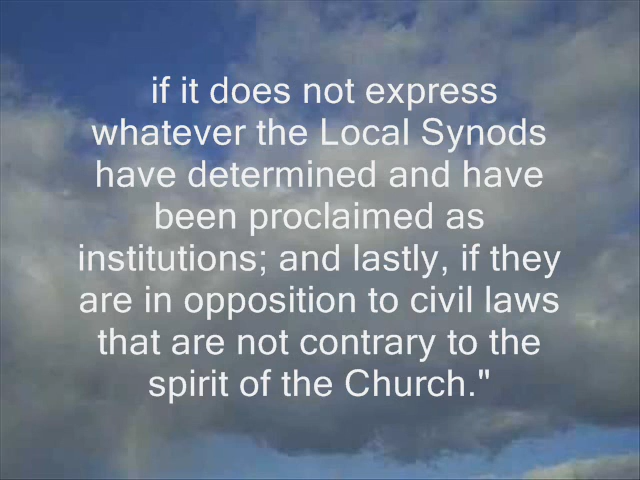 if it does not express
whatever the Local Synods
have determined and have
been proclaimed as
institutions; and lastly, if they
are in opposition to civil laws
that are not contrary to the
spirit of the Church."